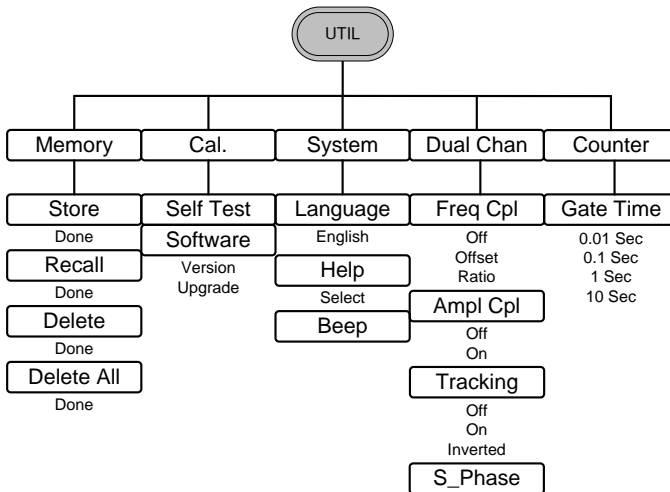 UTIL
Memory
Cal.
System
Dual Chan
Counter
Store
Done
Recall
Done
Delete
Done
Delete All
Done
Self Test
Software
Version
Upgrade
Language
English
Help
Select
Beep
Freq Cpl
Off
Offset
Ratio
Ampl Cpl
Off
On
Tracking
Off
On
Inverted
S_Phase
Gate Time
0.01 Sec
0.1 Sec
1 Sec
10 Sec